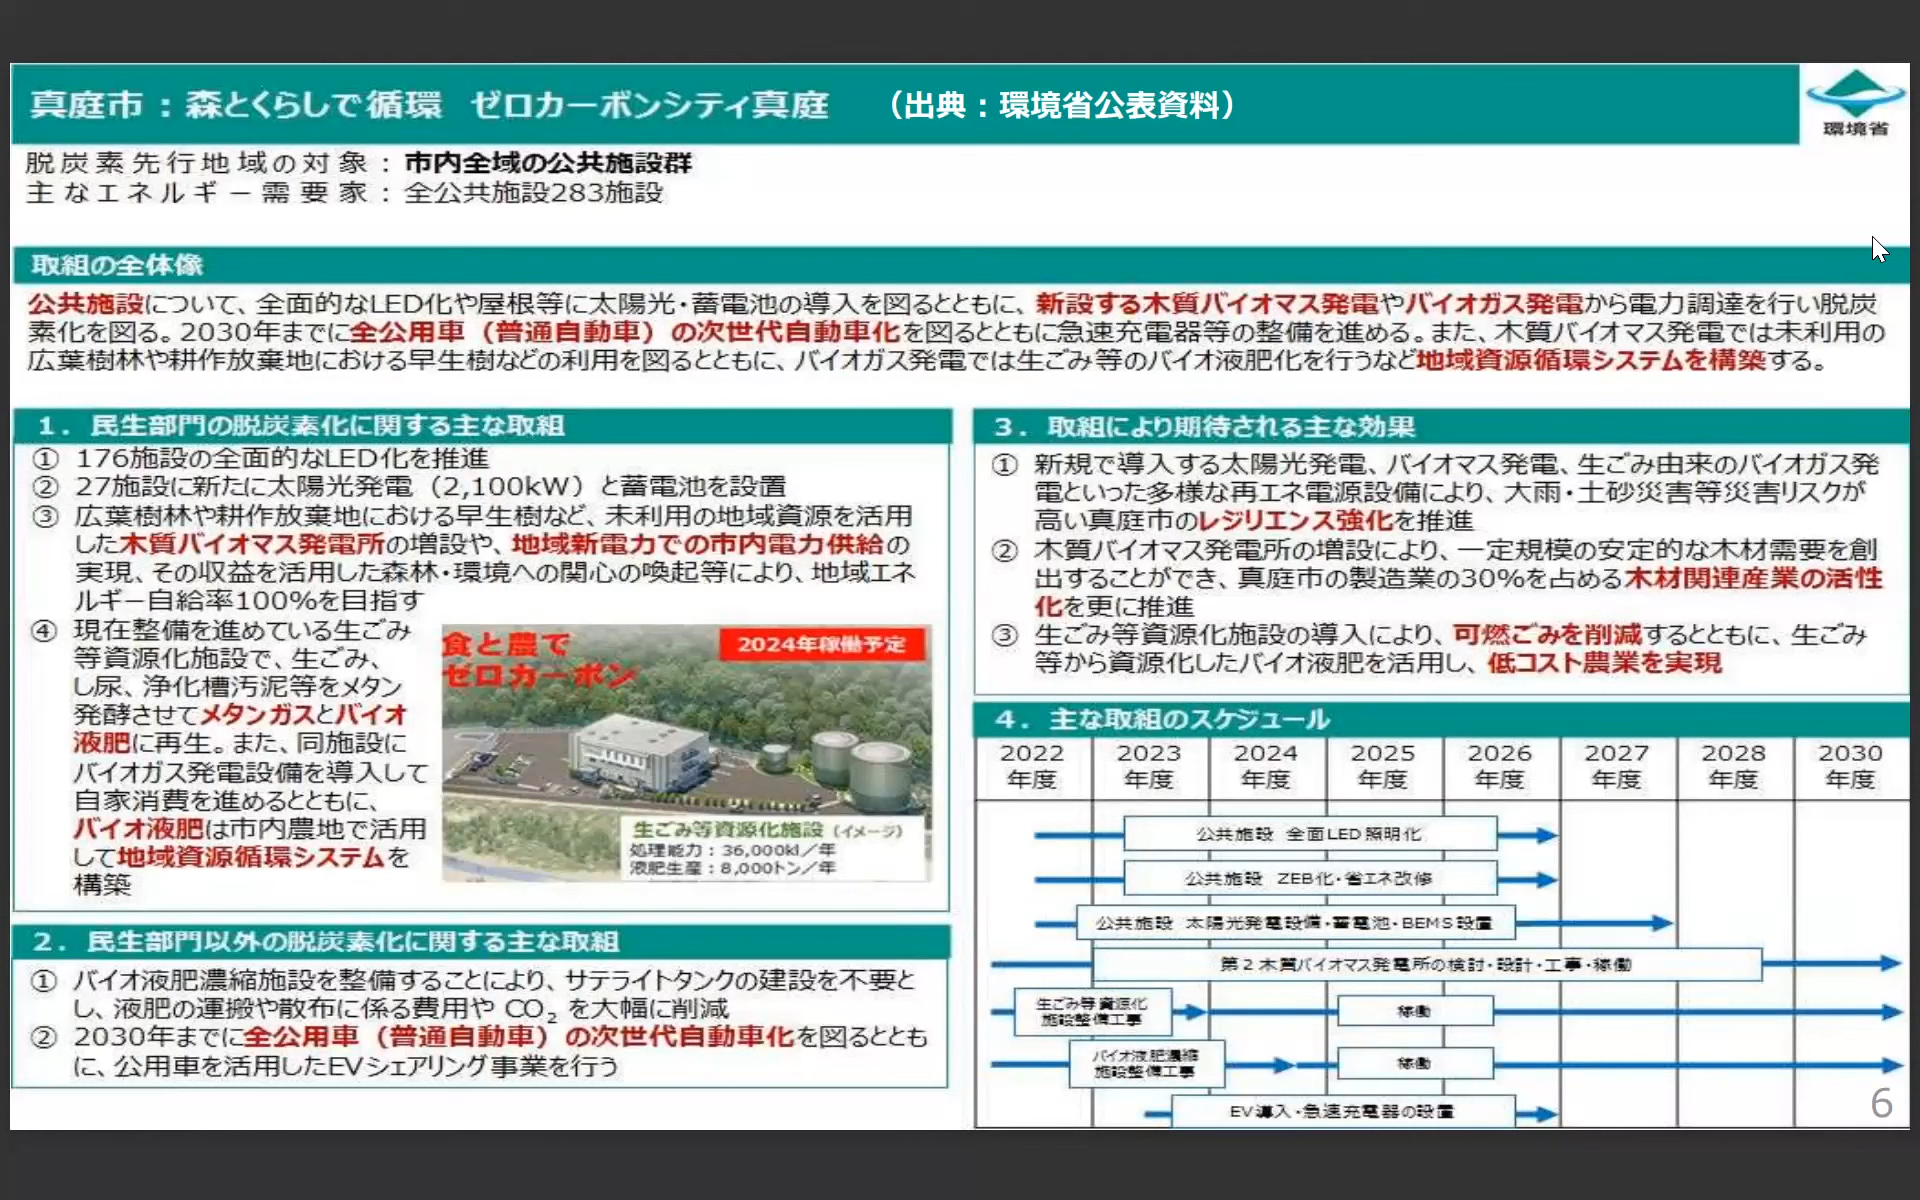 真庭市：森とくらしで循環　ゼロカーボンシティ真庭　（出典：環境省公表資料）
環境省
脱炭素先行地域の対象：市内全域の公共施設群
主なエネルギー需要家：全公共施設283施設
取組の全体像
公共施設について、全面的なLED化や屋根等に太陽光・蓄電池の導入を図るとともに、新設する木質バイオマス発電やバイオガス発電から電力調達を行い脱炭
素化を図る。2030年までに全公用車（普通自動車）の次世代自動車化を図るとともに急速充電器等の整備を進める。また、木質バイオマス発電では未利用の
広葉樹林や耕作放棄地における早生樹などの利用を図るとともに、バイオガス発電では生ごみ等のバイオ液肥化を行うなど地域資源循環システムを構築する。
１．民生部門の脱炭素化に関する主な取組
① 176施設の全面的なLED化を推進
② 27施設に新たに太陽光発電（2,100kW）と蓄電池を設置
③ 広葉樹林や耕作放棄地における早生樹など、未利用の地域資源を活用
した木質バイオマス発電所の増設や、地域新電力での市内電力供給の
実現、その収益を活用した森林・環境への関心の喚起等により、地域エネ
ルギー自給率100%を目指す
④ 現在整備を進めている生ごみ
等資源化施設で、生ごみ、
し尿、浄化槽汚泥等をメタン
発酵させてメタンガスとバイオ
液肥に再生。また、同施設に
バイオガス発電設備を導入して
自家消費を進めるとともに、
バイオ液肥は市内農地で活用
して地域資源循環システムを
構築
食と農で
ゼロカーボン
2024年稼働予定
生ごみ等資源化施設（イメージ）
処理能力：36,000kl／年
液肥生産：8,000トン／年
２．民生部門以外の脱炭素化に関する主な取組
① バイオ液肥濃縮施設を整備することにより、サテライトタンクの建設を不要と
し、液肥の運搬や散布に係る費用や CO₂ を大幅に削減
② 2030年までに全公用車（普通自動車）の次世代自動車化を図るととも
に、公用車を活用したEVシェアリング事業を行う
３．取組により期待される主な効果
① 新規で導入する太陽光発電、バイオマス発電、生ごみ由来のバイオガス発
電といった多様な再エネ電源設備により、大雨・土砂災害等災害リスクが
高い真庭市のレジリエンス強化を推進
② 木質バイオマス発電所の増設により、一定規模の安定的な木材需要を創
出することができ、真庭市の製造業の30%を占める木材関連産業の活性
化を更に推進
③ 生ごみ等資源化施設の導入により、可燃ごみを削減するとともに、生ごみ
等から資源化したバイオ液肥を活用し、低コスト農業を実現
４．主な取組のスケジュール
2022 2023 2024 2025 2026 2027 2028 2030
年度 年度 年度 年度 年度 年度 年度 年度
公共施設　全面LED照明化
公共施設　ZEB化・省エネ改修
公共施設　太陽光発電設備・蓄電池・BEMS設置
第２木質バイオマス発電所の検討・設計・工事・稼働
生ごみ等資源化
施設整備工事
稼働
バイオ液肥濃縮
施設整備工事
稼働
EV導入・急速充電器の設置
6